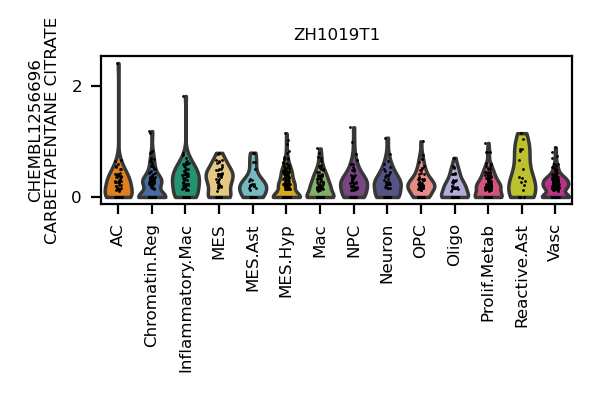 ZH1019T1
CHEMBL1256696
CARBETAPENTANE CITRATE
2
0
AC
Chromatin.Reg
Inflammatory.Mac
MES
MES.Ast
MES.Hyp
Mac
NPC
Neuron
OPC
Oligo
Prolif.Metab
Reactive.Ast
Vasc